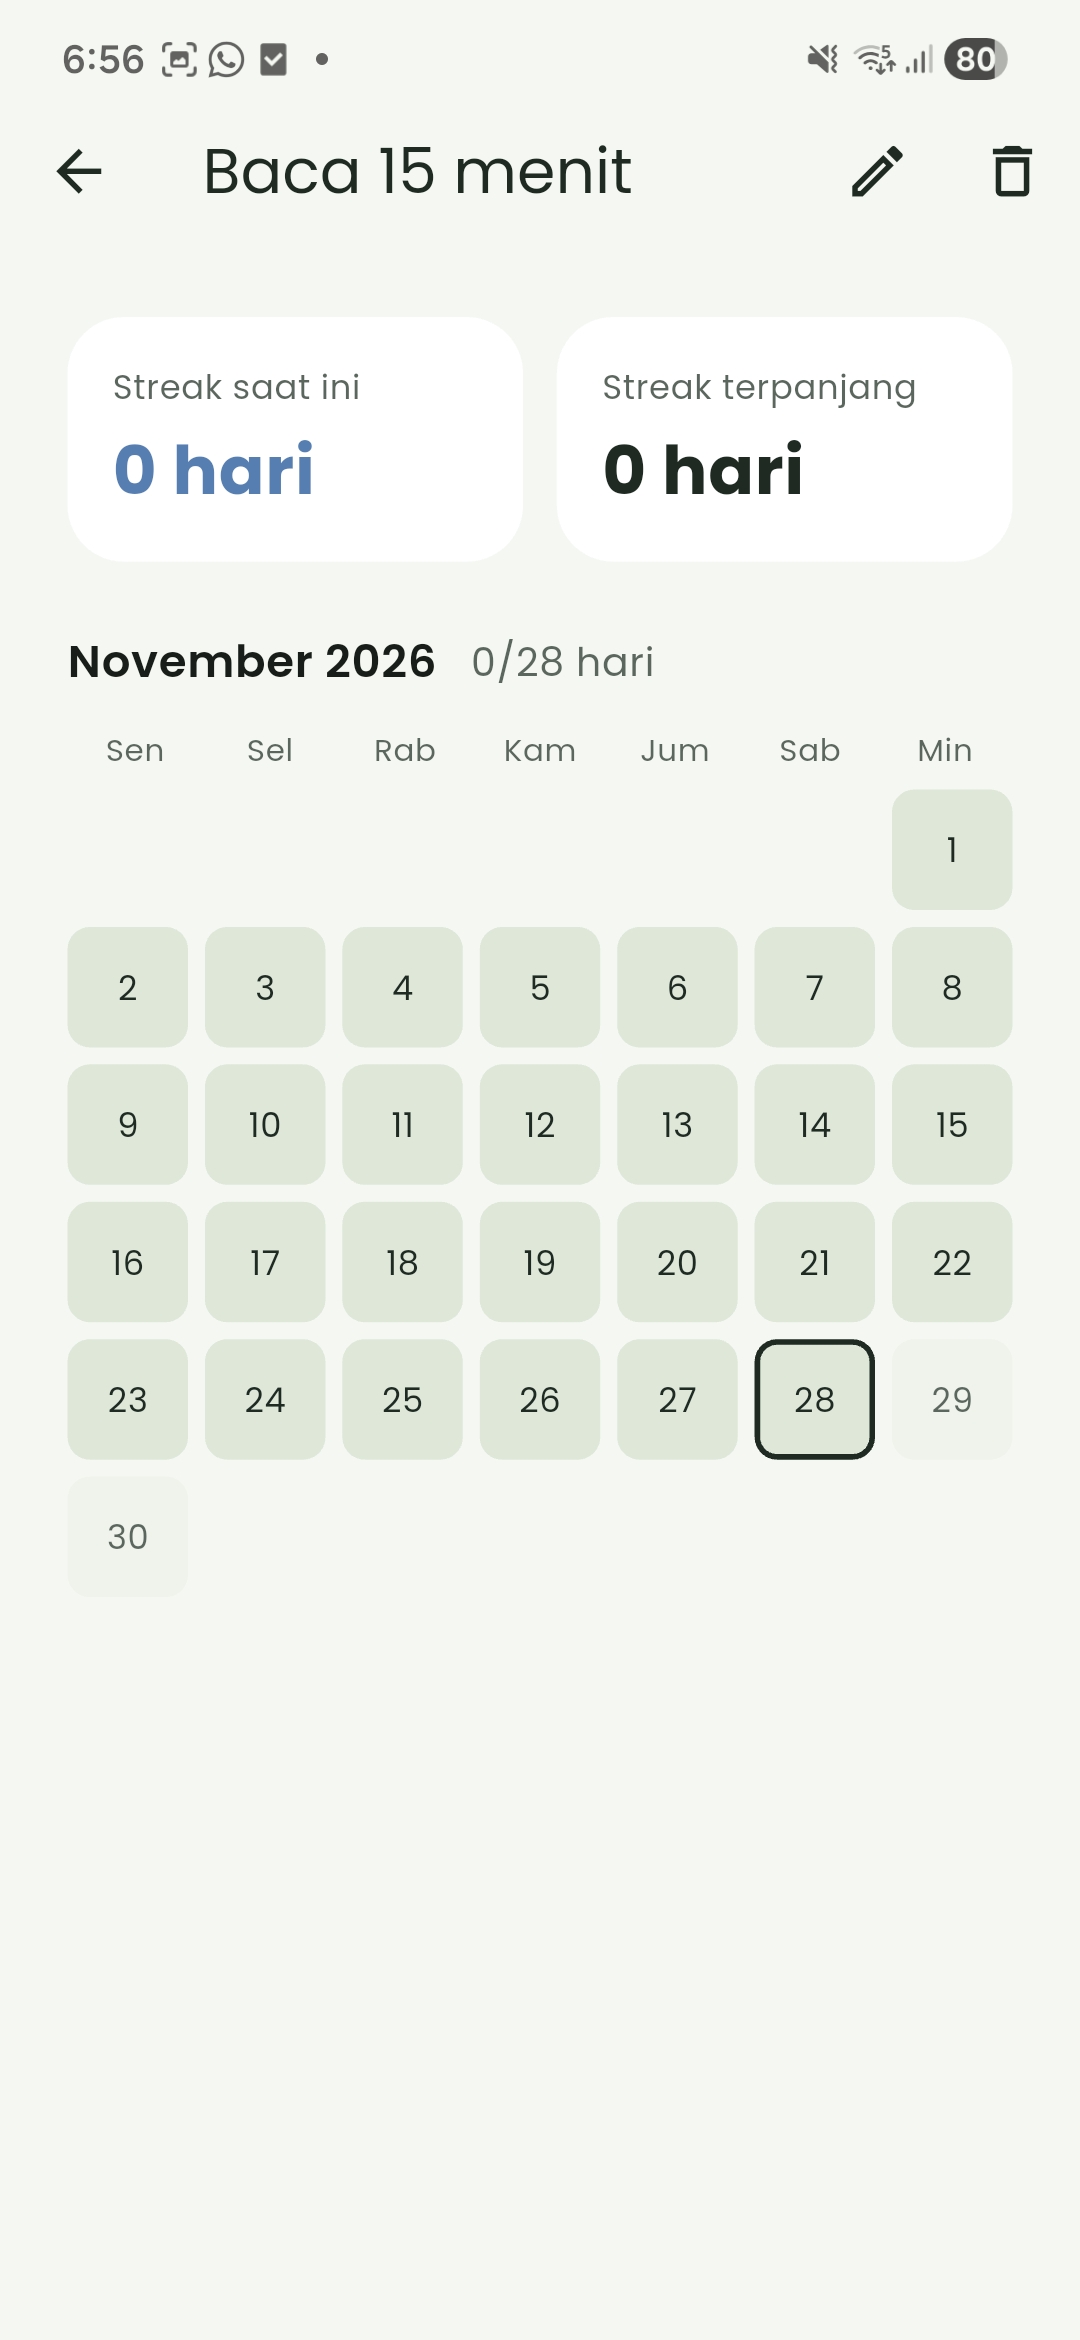 6:56
5
80
Baca 15 menit
Streak saat ini
0 hari
Streak terpanjang
0 hari
November 2026 0/28 hari
Sen Sel Rab Kam Jum Sab Min
1
2 3 4 5 6 7 8
9 10 11 12 13 14 15
16 17 18 19 20 21 22
23 24 25 26 27 28 29
30